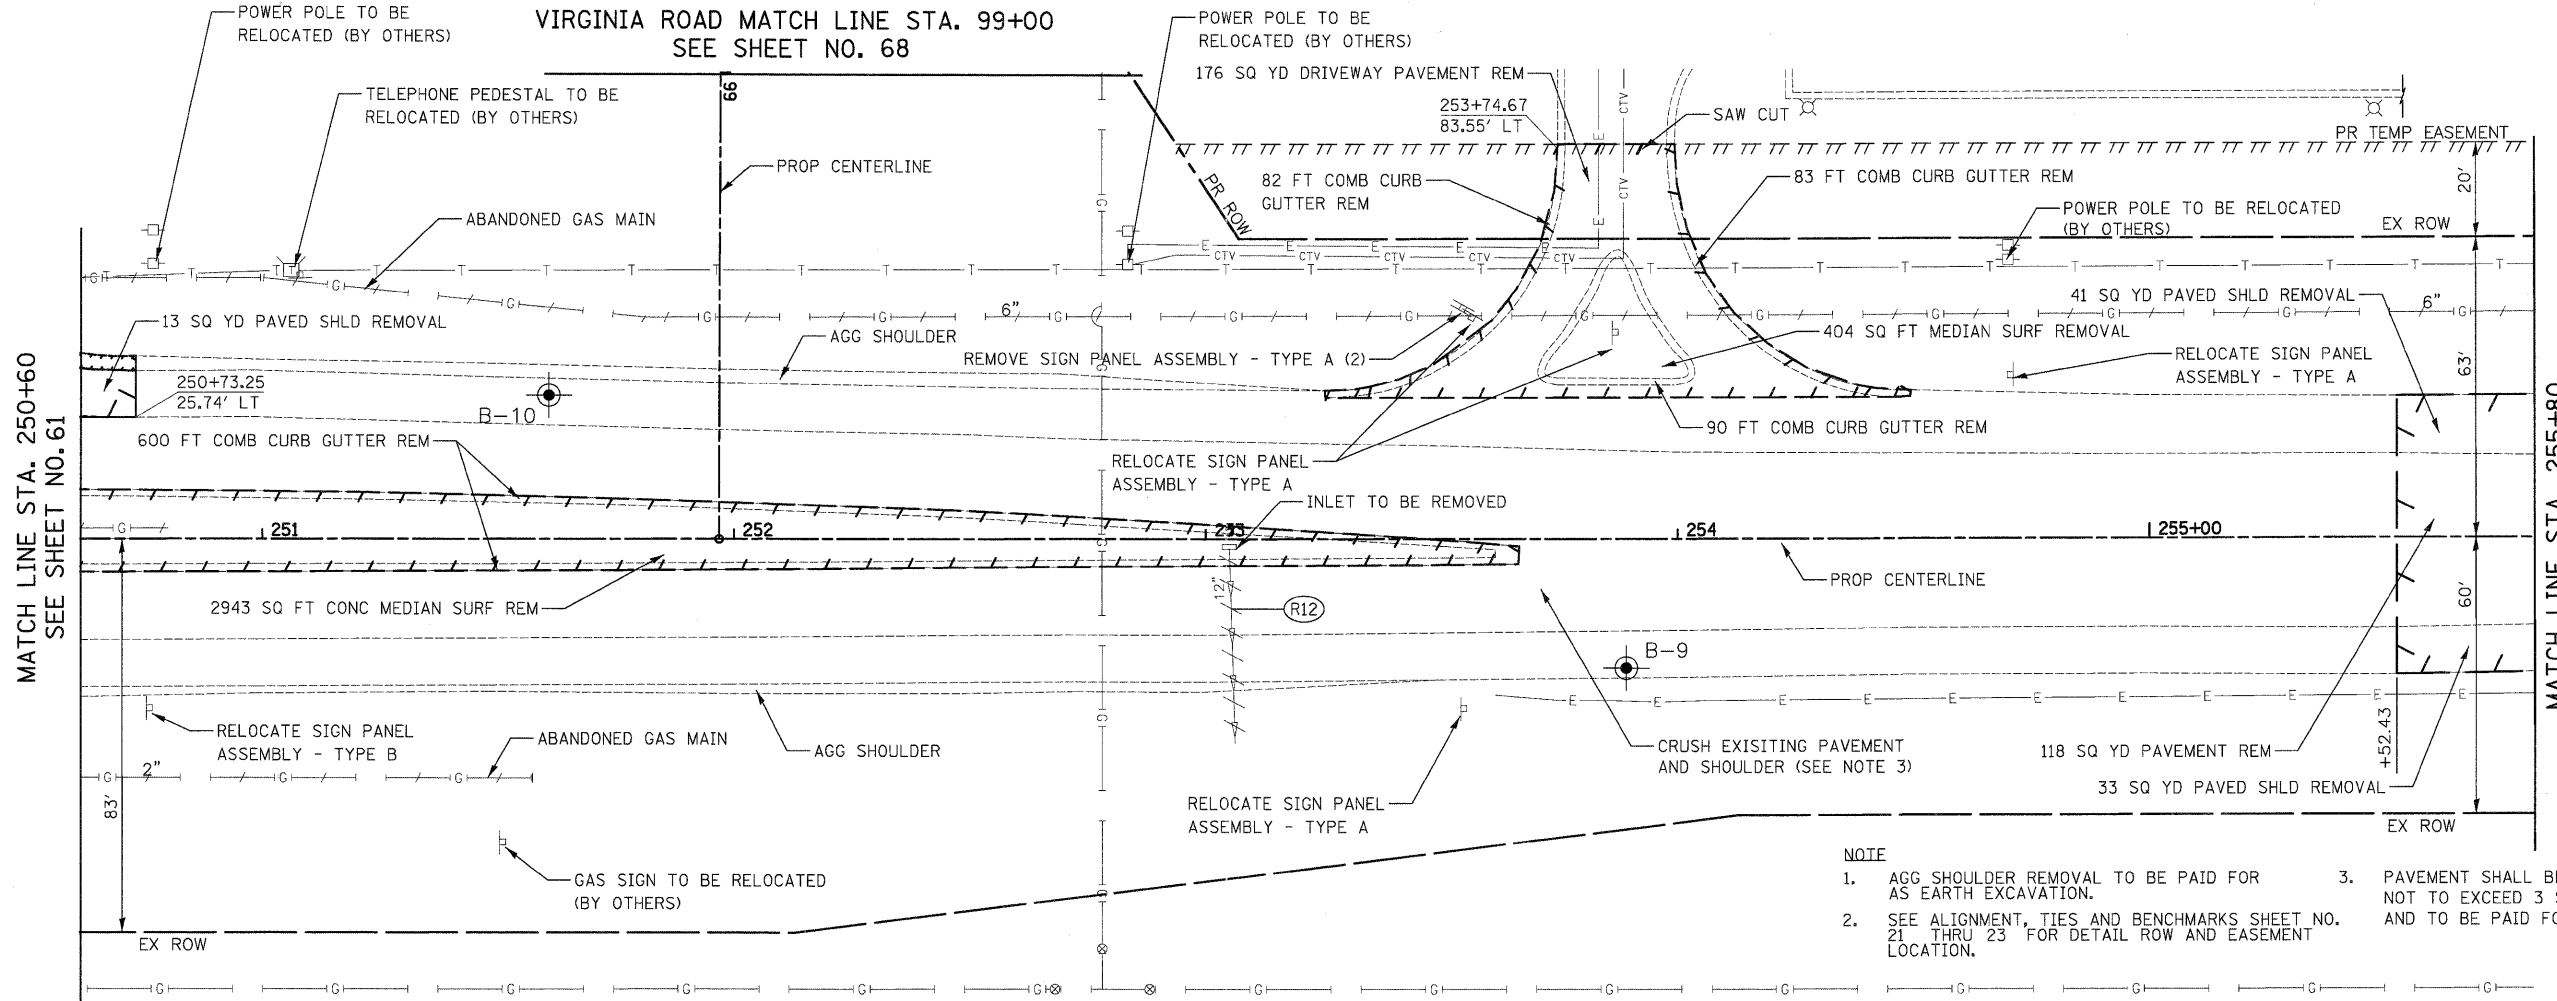 POWER POLE TO BE
RELOCATED (BY OTHERS)
VIRGINIA ROAD MATCH LINE STA. 99+00
SEE SHEET NO. 68
POWER POLE TO BE
RELOCATED (BY OTHERS)
176 SQ YD DRIVEWAY PAVEMENT REM
TELEPHONE PEDESTAL TO BE
RELOCATED (BY OTHERS)
99
253+74.67
83.55' LT
SAW CUT
CTV
E
PR TEMP EASEMENT
PROP CENTERLINE
82 FT COMB CURB
GUTTER REM
83 FT COMB CURB GUTTER REM
20'
PR ROW
ABANDONED GAS MAIN
POWER POLE TO BE RELOCATED
(BY OTHERS)
EX ROW
E E E E E
CTV CTV CTV CTV CTV
T T T T T T T T T T T T T T T
13 SQ YD PAVED SHLD REMOVAL
6"
AGG SHOULDER
REMOVE SIGN PANEL ASSEMBLY - TYPE A (2)
404 SQ FT MEDIAN SURF REMOVAL
41 SQ YD PAVED SHLD REMOVAL
6"
63'
RELOCATE SIGN PANEL
ASSEMBLY - TYPE A
250+73.25
25.74' LT
B-10
MATCH LINE STA. 250+60
SEE SHEET NO. 61
600 FT COMB CURB GUTTER REM
90 FT COMB CURB GUTTER REM
RELOCATE SIGN PANEL
ASSEMBLY - TYPE A
INLET TO BE REMOVED
251
252
253
254
255+00
MATCH LINE STA. 255+80
PROP CENTERLINE
2943 SQ FT CONC MEDIAN SURF REM
12"
R12
60'
B-9
RELOCATE SIGN PANEL
ASSEMBLY - TYPE B
ABANDONED GAS MAIN
AGG SHOULDER
E E E E E E E E E E E
2"
83'
CRUSH EXISITING PAVEMENT
AND SHOULDER (SEE NOTE 3)
118 SQ YD PAVEMENT REM
+52.43
33 SQ YD PAVED SHLD REMOVAL
RELOCATE SIGN PANEL
ASSEMBLY - TYPE A
EX ROW
GAS SIGN TO BE RELOCATED
(BY OTHERS)
EX ROW
NOTE
1. AGG SHOULDER REMOVAL TO BE PAID FOR
AS EARTH EXCAVATION.
2. SEE ALIGNMENT, TIES AND BENCHMARKS SHEET NO.
21 THRU 23 FOR DETAIL ROW AND EASEMENT
LOCATION.
3. PAVEMENT SHALL B
NOT TO EXCEED 3
AND TO BE PAID FO
G G G G G G G G G G G G G G